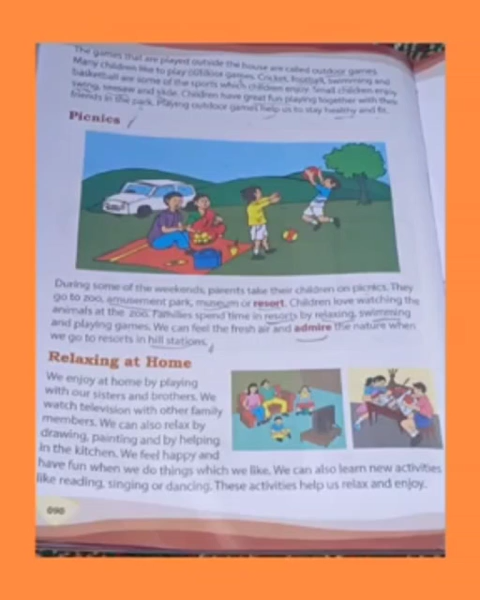 The games that are played outside the house are called outdoor games.
Many children like to play outdoor games. Cricket, football, swimming and
basketball are some of the sports which children enjoy. Small children enjoy
swing, seesaw and slide. Children have great fun playing together with their
friends in the park. Playing outdoor games help us to stay healthy and fit.
Picnics
During some of the weekends, parents take their children on picnics. They
go to zoo, amusement park, museum or resort. Children love watching the
animals at the zoo. Families spend time in resorts by relaxing, swimming
and playing games. We can feel the fresh air and admire the nature when
we go to resorts in hill stations.
Relaxing at Home
We enjoy at home by playing
with our sisters and brothers. We
watch television with other family
members. We can also relax by
drawing, painting and by helping
in the kitchen. We feel happy and
have fun when we do things which we like. We can also learn new activities
like reading, singing or dancing. These activities help us relax and enjoy.
090